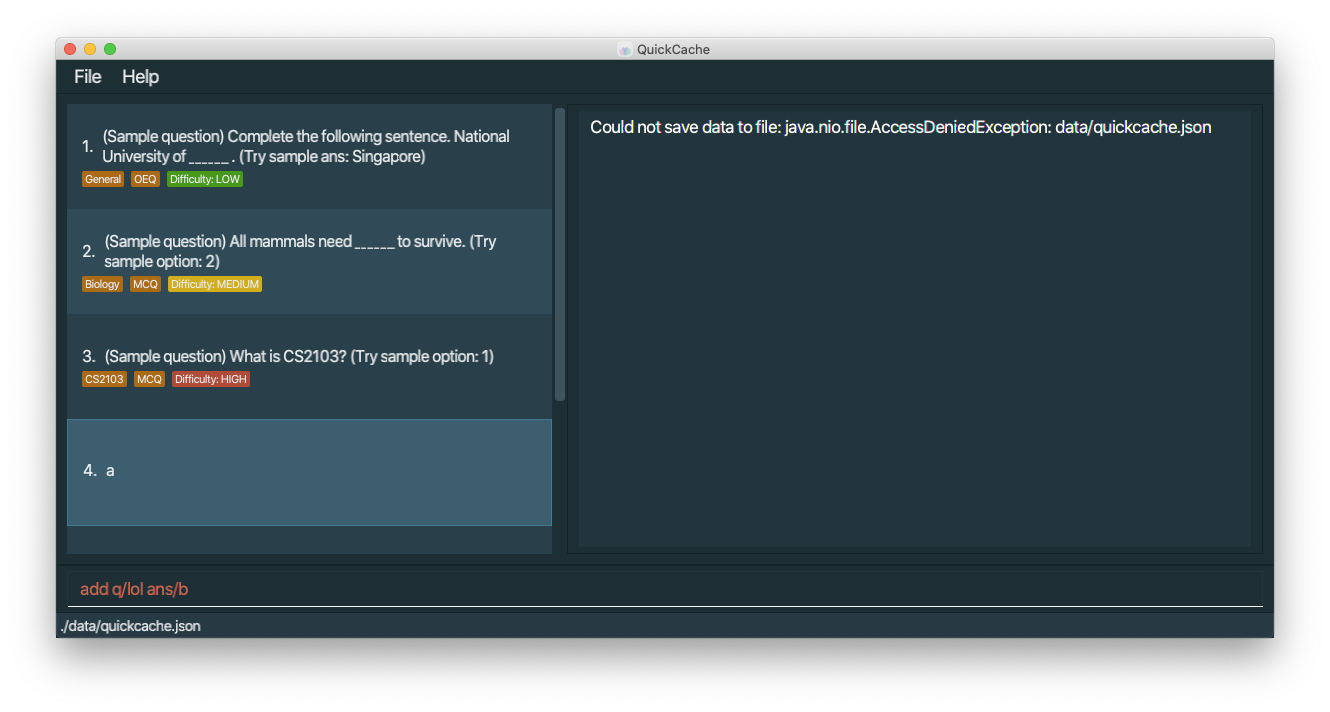 QuickCache
File Help
1. (Sample question) Complete the following sentence. National
University of ______ . (Try sample ans: Singapore)
General OEQ Difficulty: LOW
2. (Sample question) All mammals need ______ to survive. (Try
sample option: 2)
Biology MCQ Difficulty: MEDIUM
3. (Sample question) What is CS2103? (Try sample option: 1)
CS2103 MCQ Difficulty: HIGH
4. a
Could not save data to file: java.nio.file.AccessDeniedException: data/quickcache.json
add q/lol ans/b
./data/quickcache.json